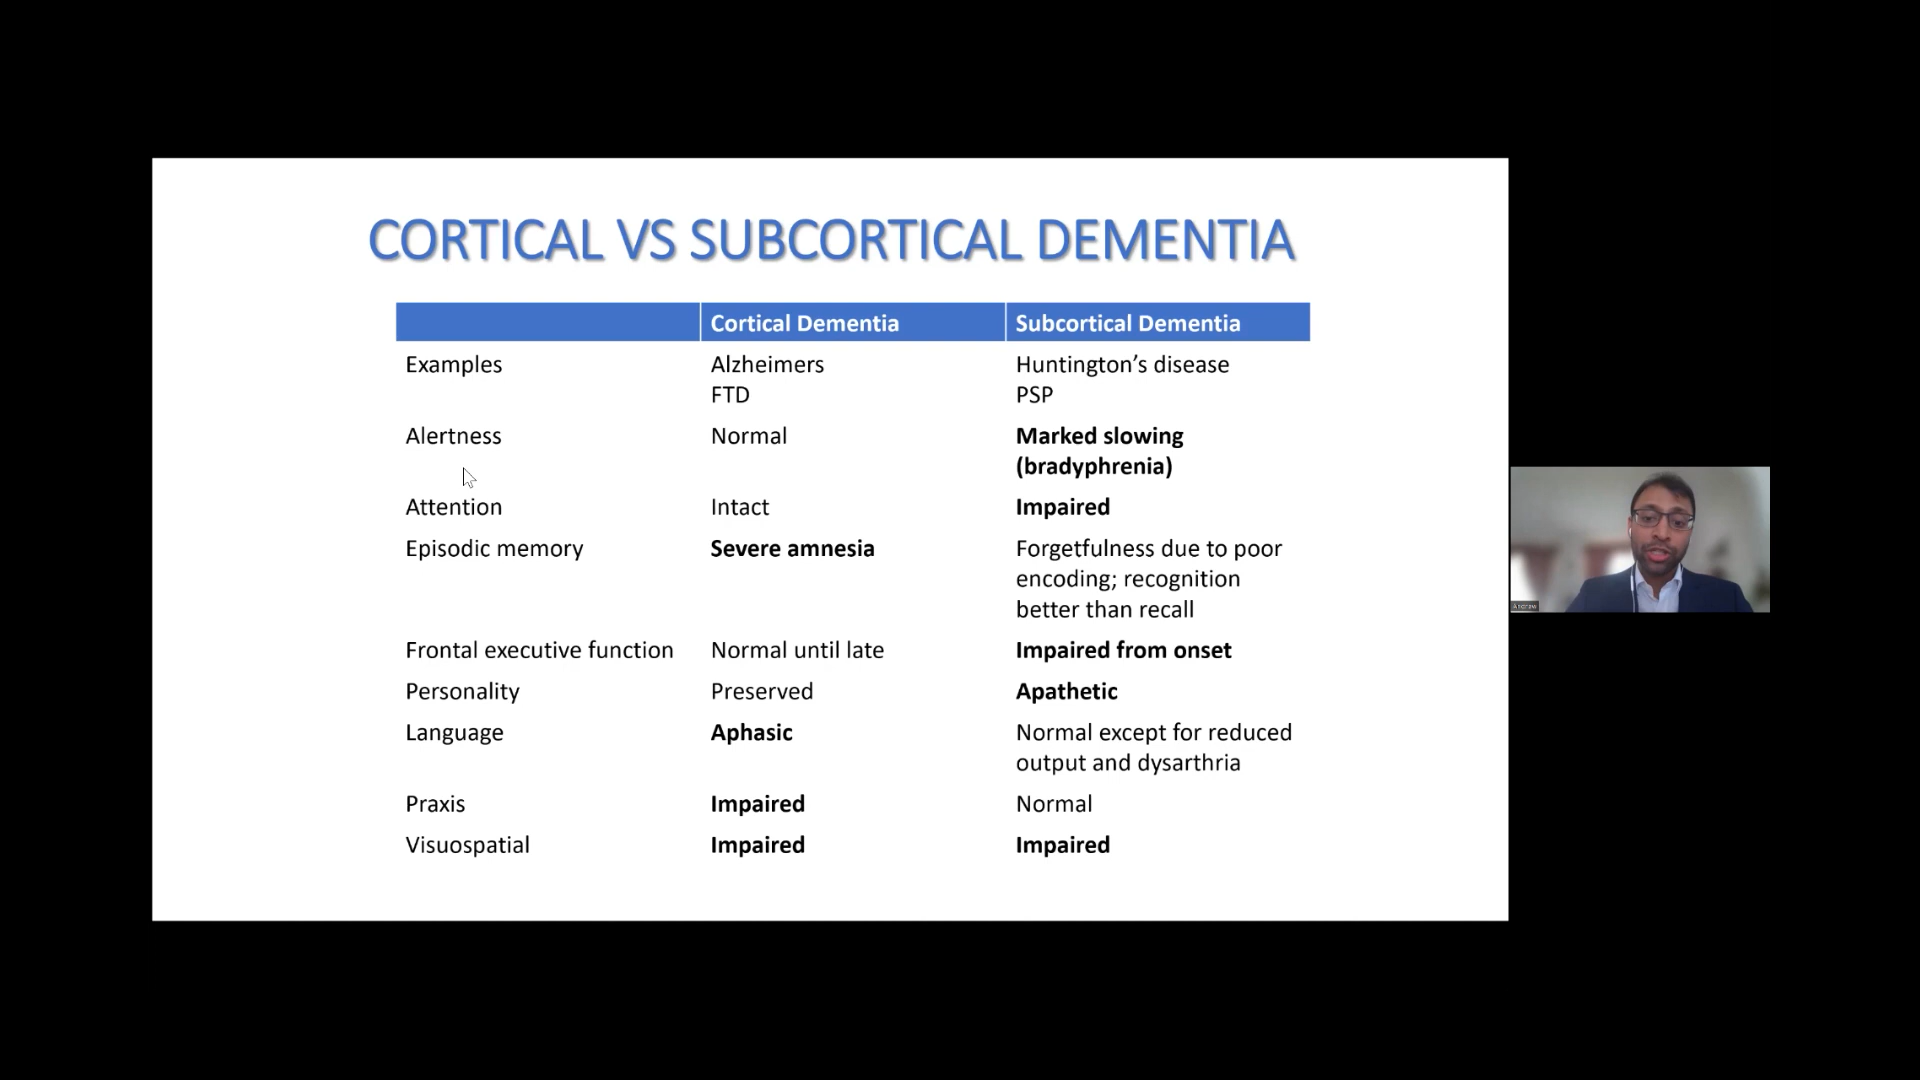 CORTICAL VS SUBCORTICAL DEMENTIA
Cortical Dementia Subcortical Dementia
Examples Alzheimers Huntington’s disease
FTD PSP
Alertness Normal Marked slowing
(bradyphrenia)
Attention Intact Impaired
Episodic memory Severe amnesia Forgetfulness due to poor
encoding; recognition
better than recall
Frontal executive function Normal until late Impaired from onset
Personality Preserved Apathetic
Language Aphasic Normal except for reduced
output and dysarthria
Praxis Impaired Normal
Visuospatial Impaired Impaired